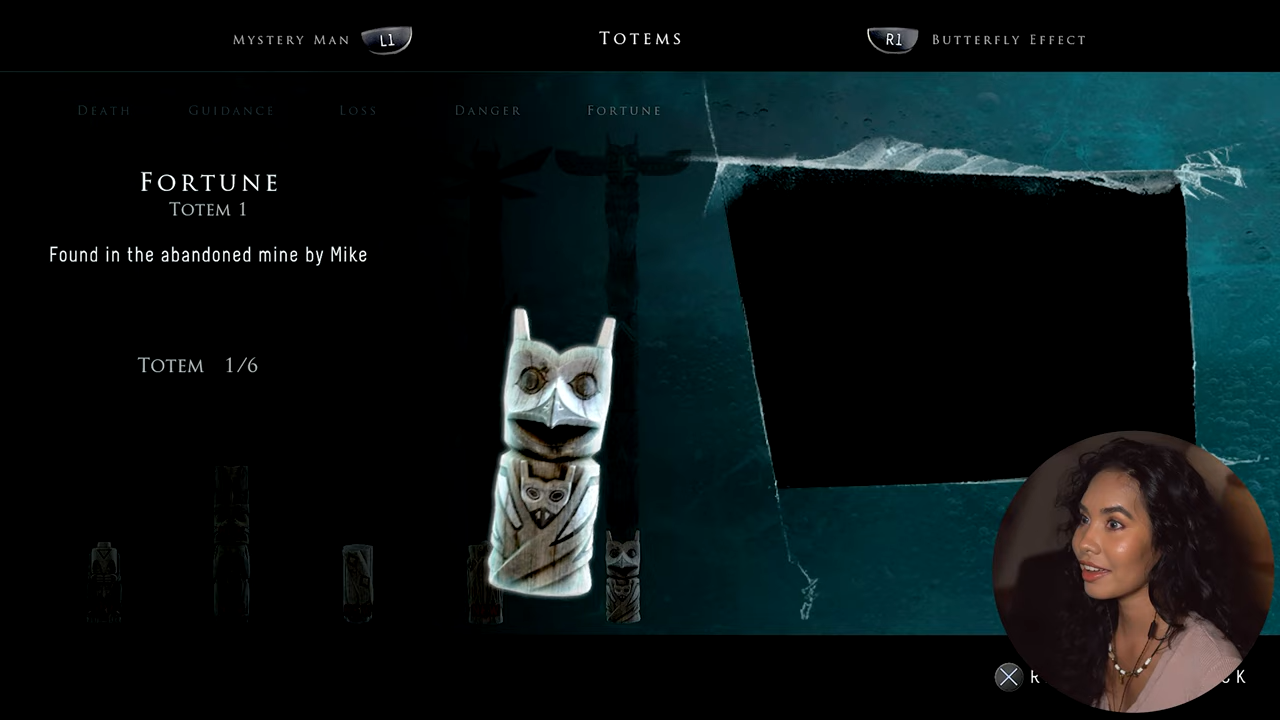 Mystery Man L1 Totems R1 Butterfly Effect
Death Guidance Loss Danger Fortune
Fortune
Totem 1
Found in the abandoned mine by Mike
Totem 1/6